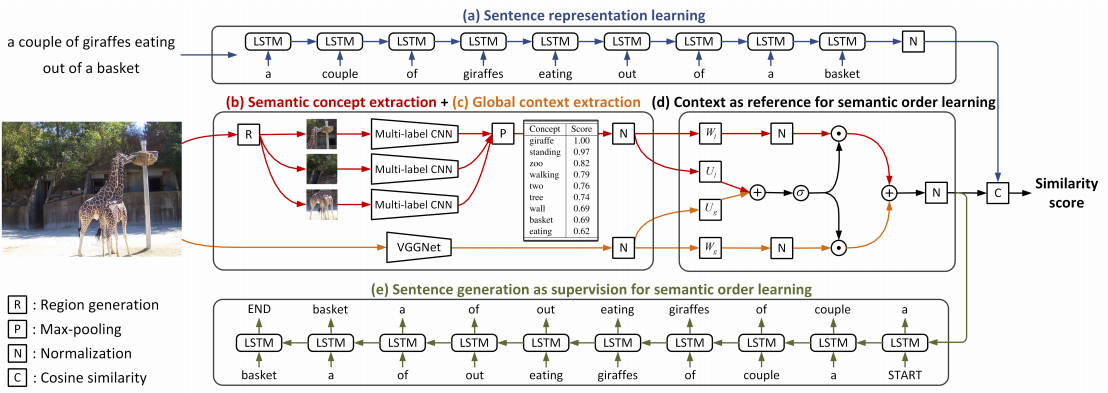 (a) Sentence representation learning
a couple of giraffes eating
out of a basket
LSTM LSTM LSTM LSTM LSTM LSTM LSTM LSTM LSTM N
a couple of giraffes eating out of a basket
(b) Semantic concept extraction + (c) Global context extraction
R
Multi-label CNN
Multi-label CNN
Multi-label CNN
P
Concept Score
giraffe 1.00
standing 0.97
zoo 0.82
walking 0.79
two 0.76
tree 0.74
wall 0.69
basket 0.69
eating 0.62
N
VGGNet
N
(d) Context as reference for semantic order learning
W_l N
U_l
+ σ
U_g
W_g N
+ N
C
Similarity
score
(e) Sentence generation as supervision for semantic order learning
END basket a of out eating giraffes of couple a
LSTM LSTM LSTM LSTM LSTM LSTM LSTM LSTM LSTM LSTM
basket a of out eating giraffes of couple a START
R : Region generation
P : Max-pooling
N : Normalization
C : Cosine similarity